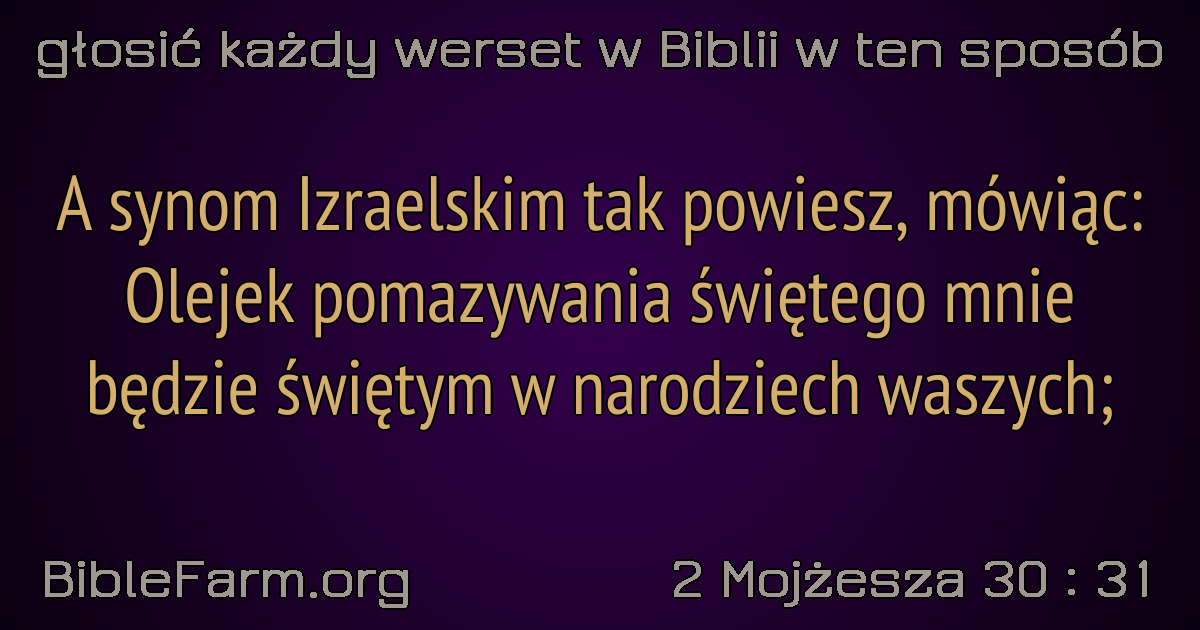 głosić każdy werset w Biblii w ten sposób
A synom Izraelskim tak powiesz, mówiąc:
Olejek pomazywania świętego mnie
będzie świętym w narodziech waszych;
BibleFarm.org
2 Mojżesza 30 : 31